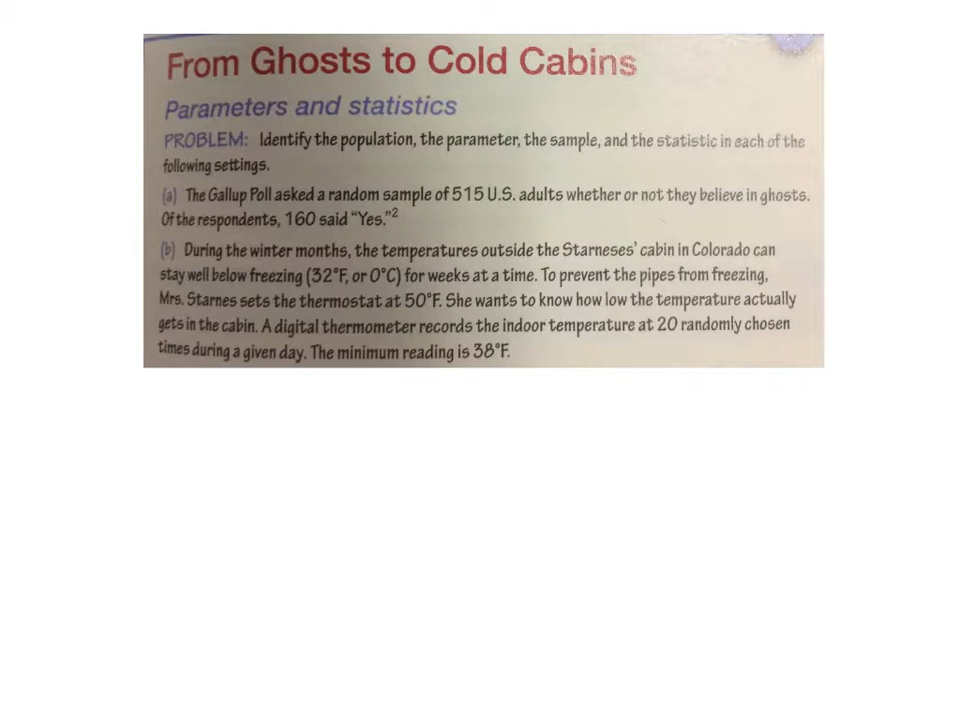 From Ghosts to Cold Cabins
Parameters and statistics
PROBLEM: Identify the population, the parameter, the sample, and the statistic in each of the
following settings.
(a) The Gallup Poll asked a random sample of 515 U.S. adults whether or not they believe in ghosts.
Of the respondents, 160 said “Yes.”2
(b) During the winter months, the temperatures outside the Starneses’ cabin in Colorado can
stay well below freezing (32°F, or 0°C) for weeks at a time. To prevent the pipes from freezing,
Mrs. Starnes sets the thermostat at 50°F. She wants to know how low the temperature actually
gets in the cabin. A digital thermometer records the indoor temperature at 20 randomly chosen
times during a given day. The minimum reading is 38°F.